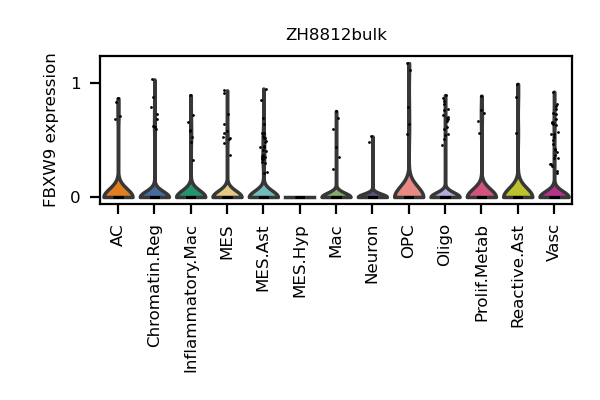 ZH8812bulk
FBXW9 expression
1
0
AC
Chromatin.Reg
Inflammatory.Mac
MES
MES.Ast
MES.Hyp
Mac
Neuron
OPC
Oligo
Prolif.Metab
Reactive.Ast
Vasc